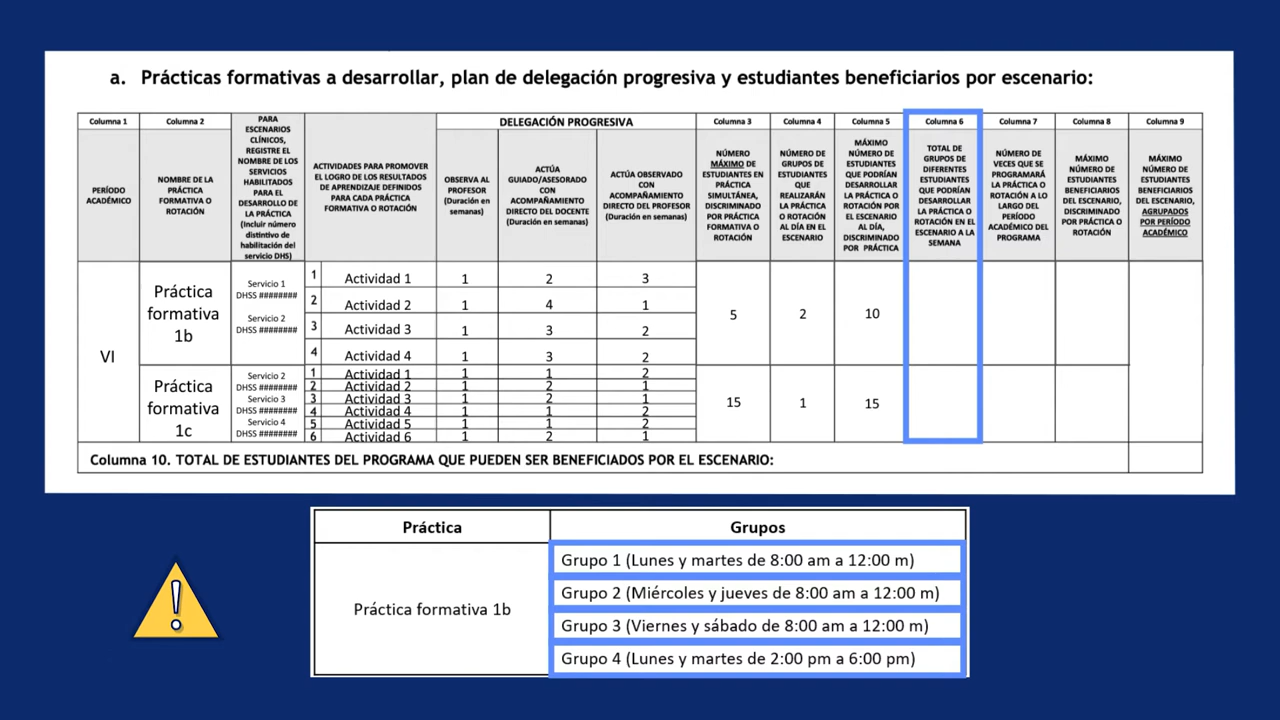 a. Prácticas formativas a desarrollar, plan de delegación progresiva y estudiantes beneficiarios por escenario:
Columna 1
Columna 2
PARA
ESCENARIOS
CLÍNICOS,
REGISTRE EL
NOMBRE DE LOS
SERVICIOS
HABILITADOS
PARA EL
DESARROLLO DE
LA PRÁCTICA
(Incluir número
distintivo de
habilitación del
servicio DHS)
ACTIVIDADES PARA PROMOVER
EL LOGRO DE LOS RESULTADOS
DE APRENDIZAJE DEFINIDOS
PARA CADA PRÁCTICA
FORMATIVA O ROTACIÓN
DELEGACIÓN PROGRESIVA
Columna 3
Columna 4
Columna 5
Columna 6
Columna 7
Columna 8
Columna 9
PERÍODO
ACADÉMICO
NOMBRE DE LA
PRÁCTICA
FORMATIVA O
ROTACIÓN
OBSERVA AL
PROFESOR
(Duración en
semanas)
ACTÚA
GUIADO/ASESORADO
CON
ACOMPAÑAMIENTO
DIRECTO DEL DOCENTE
(Duración en semanas)
ACTÚA OBSERVADO
CON
ACOMPAÑAMIENTO
DIRECTO DEL PROFESOR
(Duración en semanas)
NÚMERO
MÁXIMO DE
ESTUDIANTES EN
PRÁCTICA
SIMULTÁNEA,
DISCRIMINADO
POR PRÁCTICA
FORMATIVA O
ROTACIÓN
NÚMERO DE
GRUPOS DE
ESTUDIANTES
QUE
REALIZARÁN
LA PRÁCTICA
O ROTACIÓN
AL DÍA EN EL
ESCENARIO
MÁXIMO
NÚMERO DE
ESTUDIANTES
QUE PODRÍAN
DESARROLLAR
LA PRÁCTICA O
ROTACIÓN POR
EL ESCENARIO
AL DÍA,
DISCRIMINADO
POR PRÁCTICA
TOTAL DE
GRUPOS DE
DIFERENTES
ESTUDIANTES
QUE PODRÍAN
DESARROLLAR
LA PRÁCTICA O
ROTACIÓN EN EL
ESCENARIO A LA
SEMANA
NÚMERO DE
VECES QUE SE
PROGRAMARÁ
LA PRÁCTICA O
ROTACIÓN A LO
LARGO DEL
PERÍODO
ACADÉMICO DEL
PROGRAMA
MÁXIMO
NÚMERO DE
ESTUDIANTES
BENEFICIARIOS
DEL ESCENARIO,
DISCRIMINADO
POR PRÁCTICA O
ROTACIÓN
MÁXIMO
NÚMERO DE
ESTUDIANTES
BENEFICIARIOS
DEL ESCENARIO,
AGRUPADOS
POR PERÍODO
ACADÉMICO
VI
Práctica
formativa
1b
Servicio 1
DHSS ########
Servicio 2
DHSS ########
1 Actividad 1 1 2 3
2 Actividad 2 1 4 1
3 Actividad 3 1 3 2
4 Actividad 4 1 3 2
5 2 10
Práctica
formativa
1c
Servicio 2
DHSS ########
Servicio 3
DHSS ########
Servicio 4
DHSS ########
1 Actividad 1 1 1 2
2 Actividad 2 1 2 1
3 Actividad 3 1 2 1
4 Actividad 4 1 1 2
5 Actividad 5 1 1 2
6 Actividad 6 1 2 1
15 1 15
Columna 10. TOTAL DE ESTUDIANTES DEL PROGRAMA QUE PUEDEN SER BENEFICIADOS POR EL ESCENARIO:
Práctica Grupos
Práctica formativa 1b
Grupo 1 (Lunes y martes de 8:00 am a 12:00 m)
Grupo 2 (Miércoles y jueves de 8:00 am a 12:00 m)
Grupo 3 (Viernes y sábado de 8:00 am a 12:00 m)
Grupo 4 (Lunes y martes de 2:00 pm a 6:00 pm)